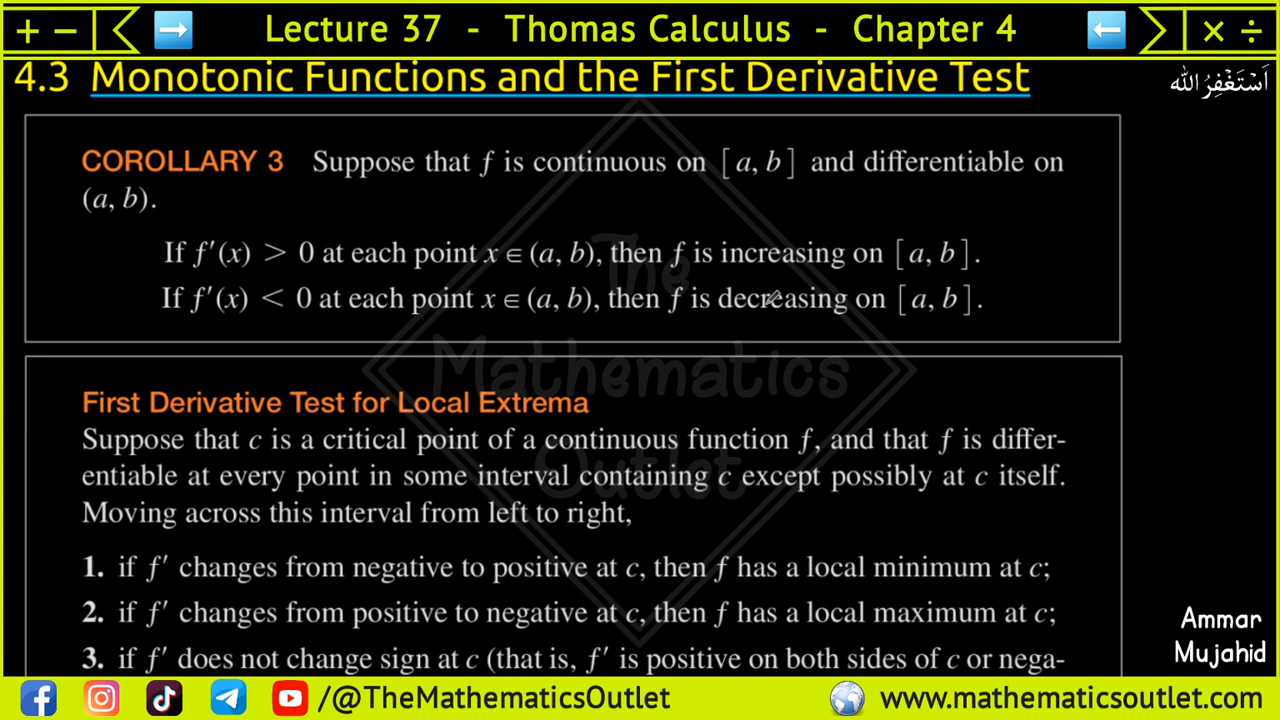 + − Lecture 37 - Thomas Calculus - Chapter 4 × ÷
4.3 Monotonic Functions and the First Derivative Test
اَسْتَغْفِرُ اللّٰه
COROLLARY 3 Suppose that f is continuous on [a, b] and differentiable on
(a, b).
If f′(x) > 0 at each point x ∈ (a, b), then f is increasing on [a, b].
If f′(x) < 0 at each point x ∈ (a, b), then f is decreasing on [a, b].
The
Mathematics
Outlet
First Derivative Test for Local Extrema
Suppose that c is a critical point of a continuous function f, and that f is differ-
entiable at every point in some interval containing c except possibly at c itself.
Moving across this interval from left to right,
1. if f′ changes from negative to positive at c, then f has a local minimum at c;
2. if f′ changes from positive to negative at c, then f has a local maximum at c;
3. if f′ does not change sign at c (that is, f′ is positive on both sides of c or nega-
Ammar
Mujahid
/@TheMathematicsOutlet
www.mathematicsoutlet.com